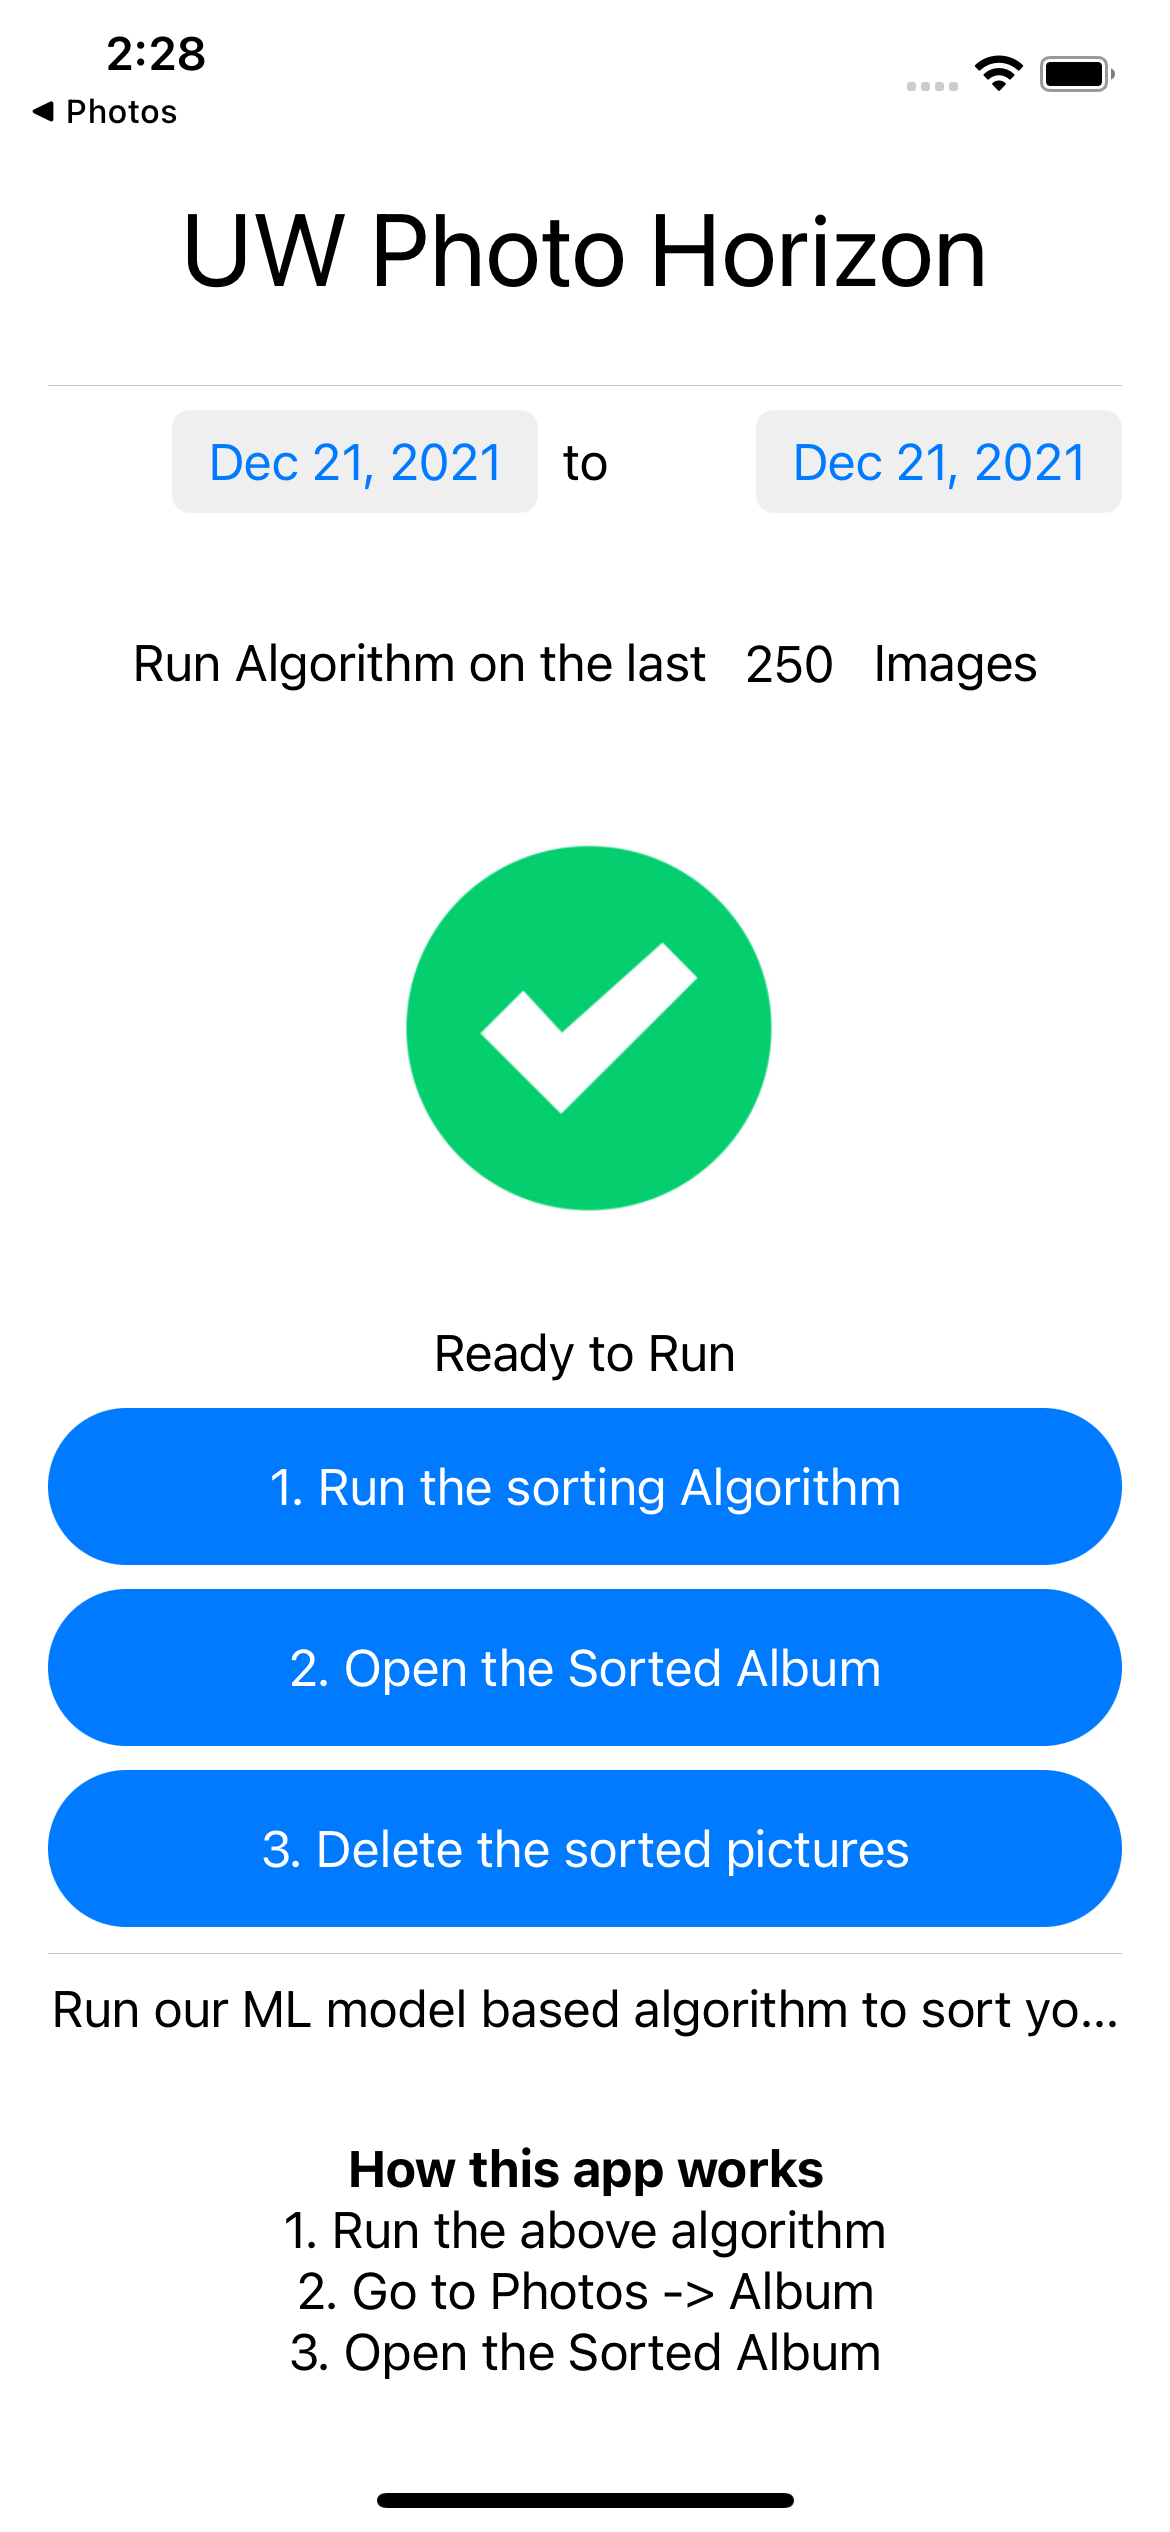 2:28
◀ Photos
UW Photo Horizon
Dec 21, 2021 to Dec 21, 2021
Run Algorithm on the last 250 Images
Ready to Run
1. Run the sorting Algorithm
2. Open the Sorted Album
3. Delete the sorted pictures
Run our ML model based algorithm to sort yo...
How this app works
1. Run the above algorithm
2. Go to Photos -> Album
3. Open the Sorted Album